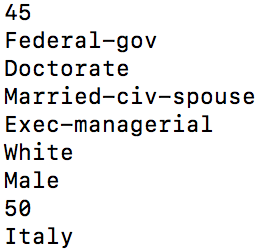 45
Federal-gov
Doctorate
Married-civ-spouse
Exec-managerial
White
Male
50
Italy